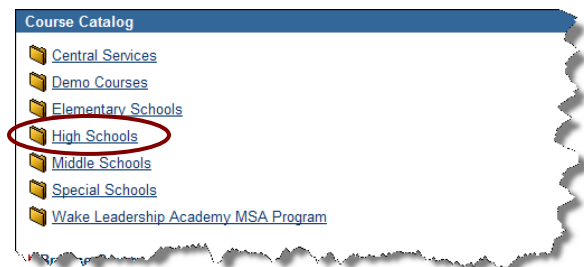 Course Catalog
Central Services
Demo Courses
Elementary Schools
High Schools
Middle Schools
Special Schools
Wake Leadership Academy MSA Program